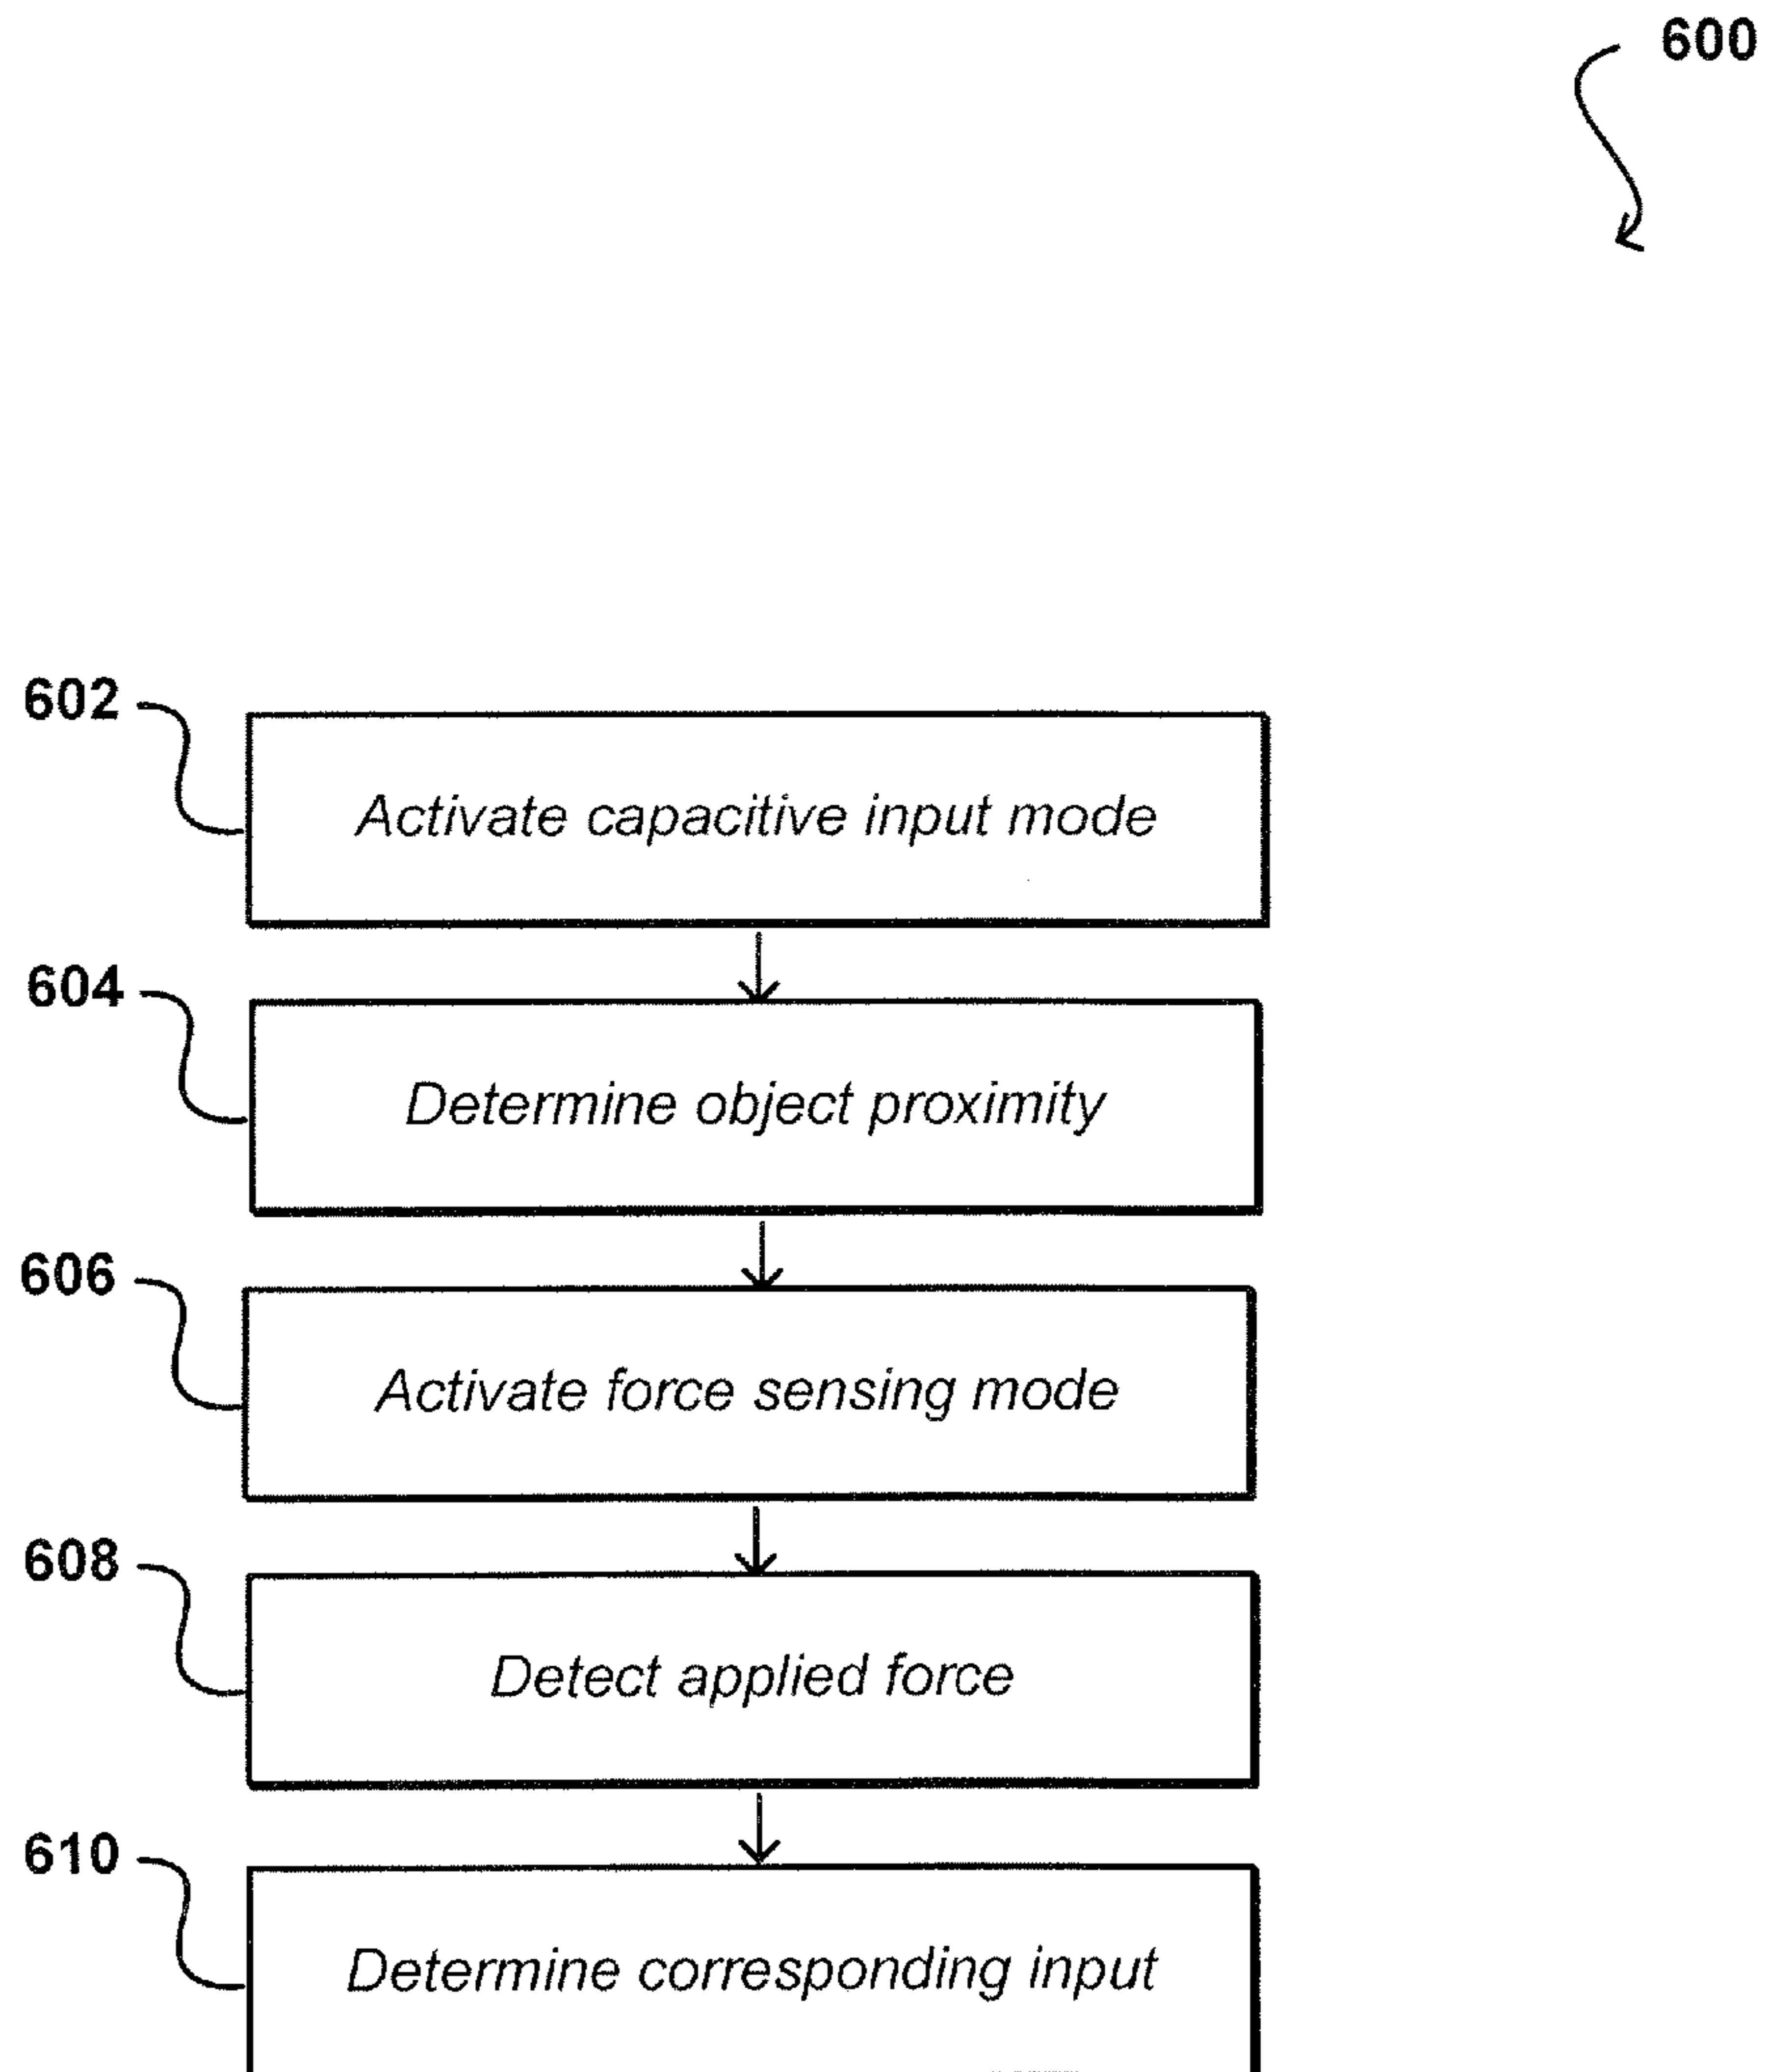 600
602
Activate capacitive input mode
604
Determine object proximity
606
Activate force sensing mode
608
Detect applied force
610
Determine corresponding input